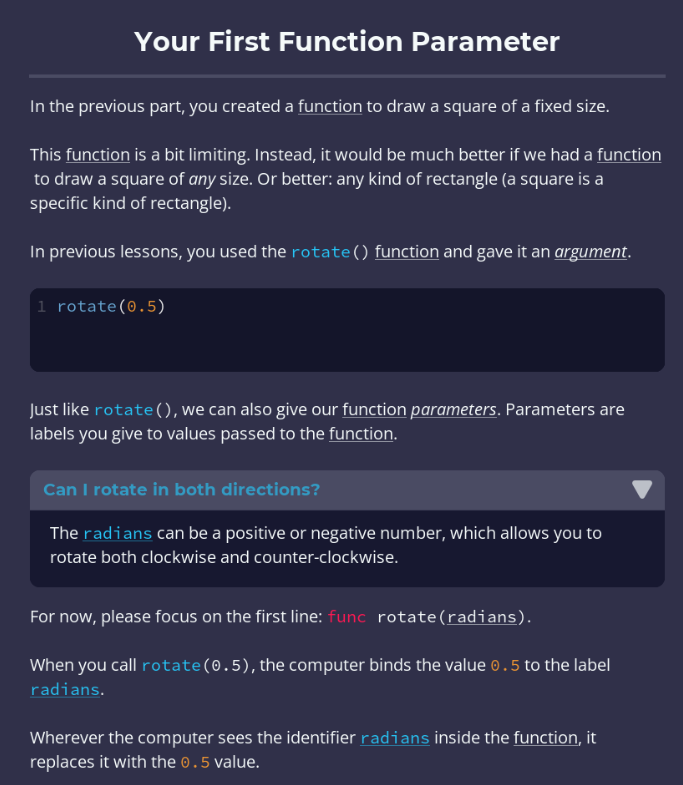 Your First Function Parameter
In the previous part, you created a function to draw a square of a fixed size.
This function is a bit limiting. Instead, it would be much better if we had a function
to draw a square of any size. Or better: any kind of rectangle (a square is a
specific kind of rectangle).
In previous lessons, you used the rotate() function and gave it an argument.
1 rotate(0.5)
Just like rotate(), we can also give our function parameters. Parameters are
labels you give to values passed to the function.
Can I rotate in both directions?
The radians can be a positive or negative number, which allows you to
rotate both clockwise and counter-clockwise.
For now, please focus on the first line: func rotate(radians).
When you call rotate(0.5), the computer binds the value 0.5 to the label
radians.
Wherever the computer sees the identifier radians inside the function, it
replaces it with the 0.5 value.